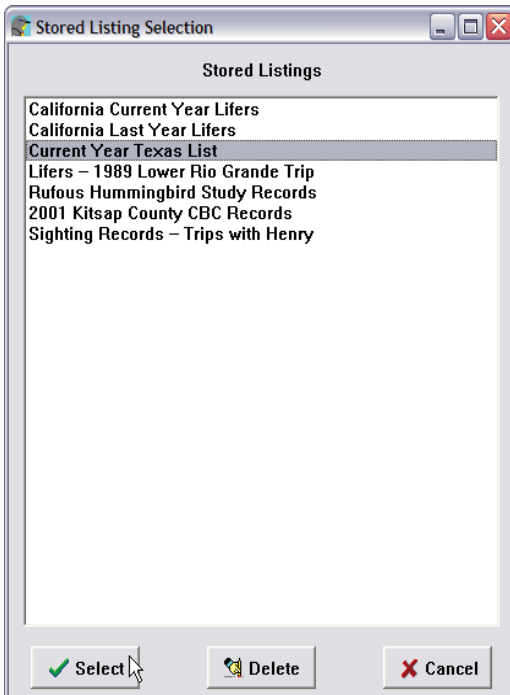 Stored Listing Selection
Stored Listings
California Current Year Lifers
California Last Year Lifers
Current Year Texas List
Lifers – 1989 Lower Rio Grande Trip
Rufous Hummingbird Study Records
2001 Kitsap County CBC Records
Sighting Records – Trips with Henry
Select Delete Cancel